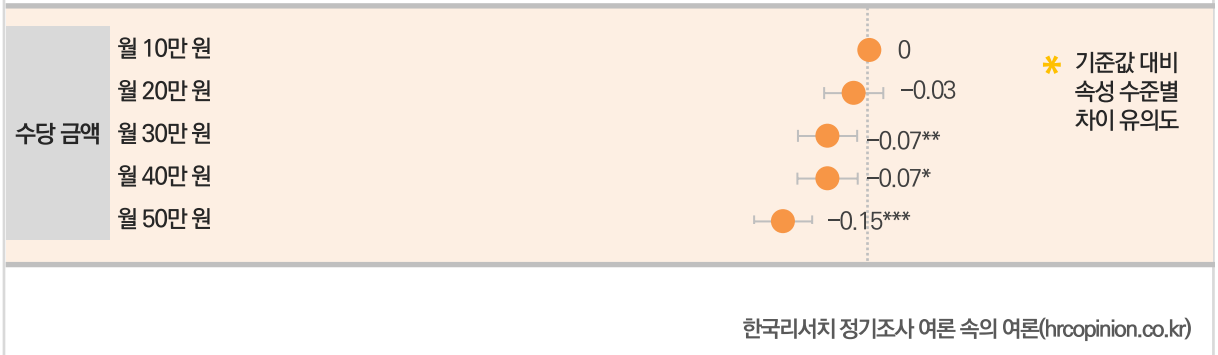 수당 금액
월 10만 원
0
월 20만 원
−0.03
월 30만 원
−0.07**
월 40만 원
−0.07*
월 50만 원
−0.15***
* 기준값 대비
속성 수준별
차이 유의도
한국리서치 정기조사 여론 속의 여론(hrcopinion.co.kr)